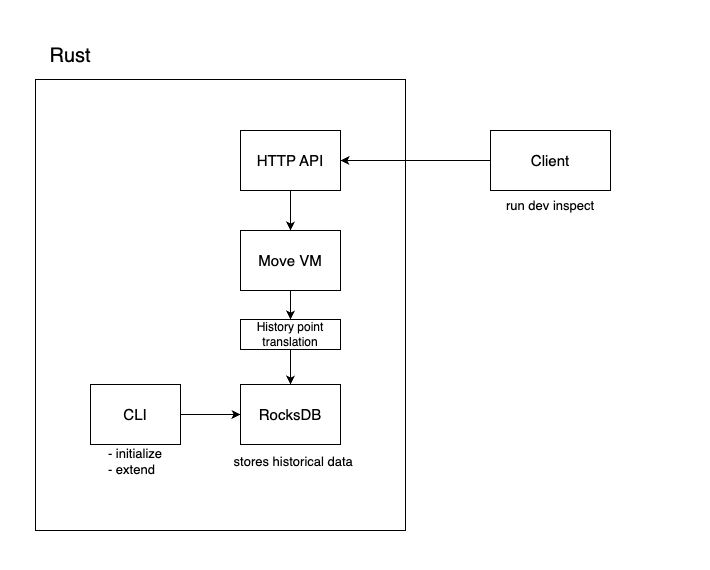 Rust
HTTP API
Client
run dev inspect
Move VM
History point
translation
CLI
RocksDB
- initialize
- extend
stores historical data